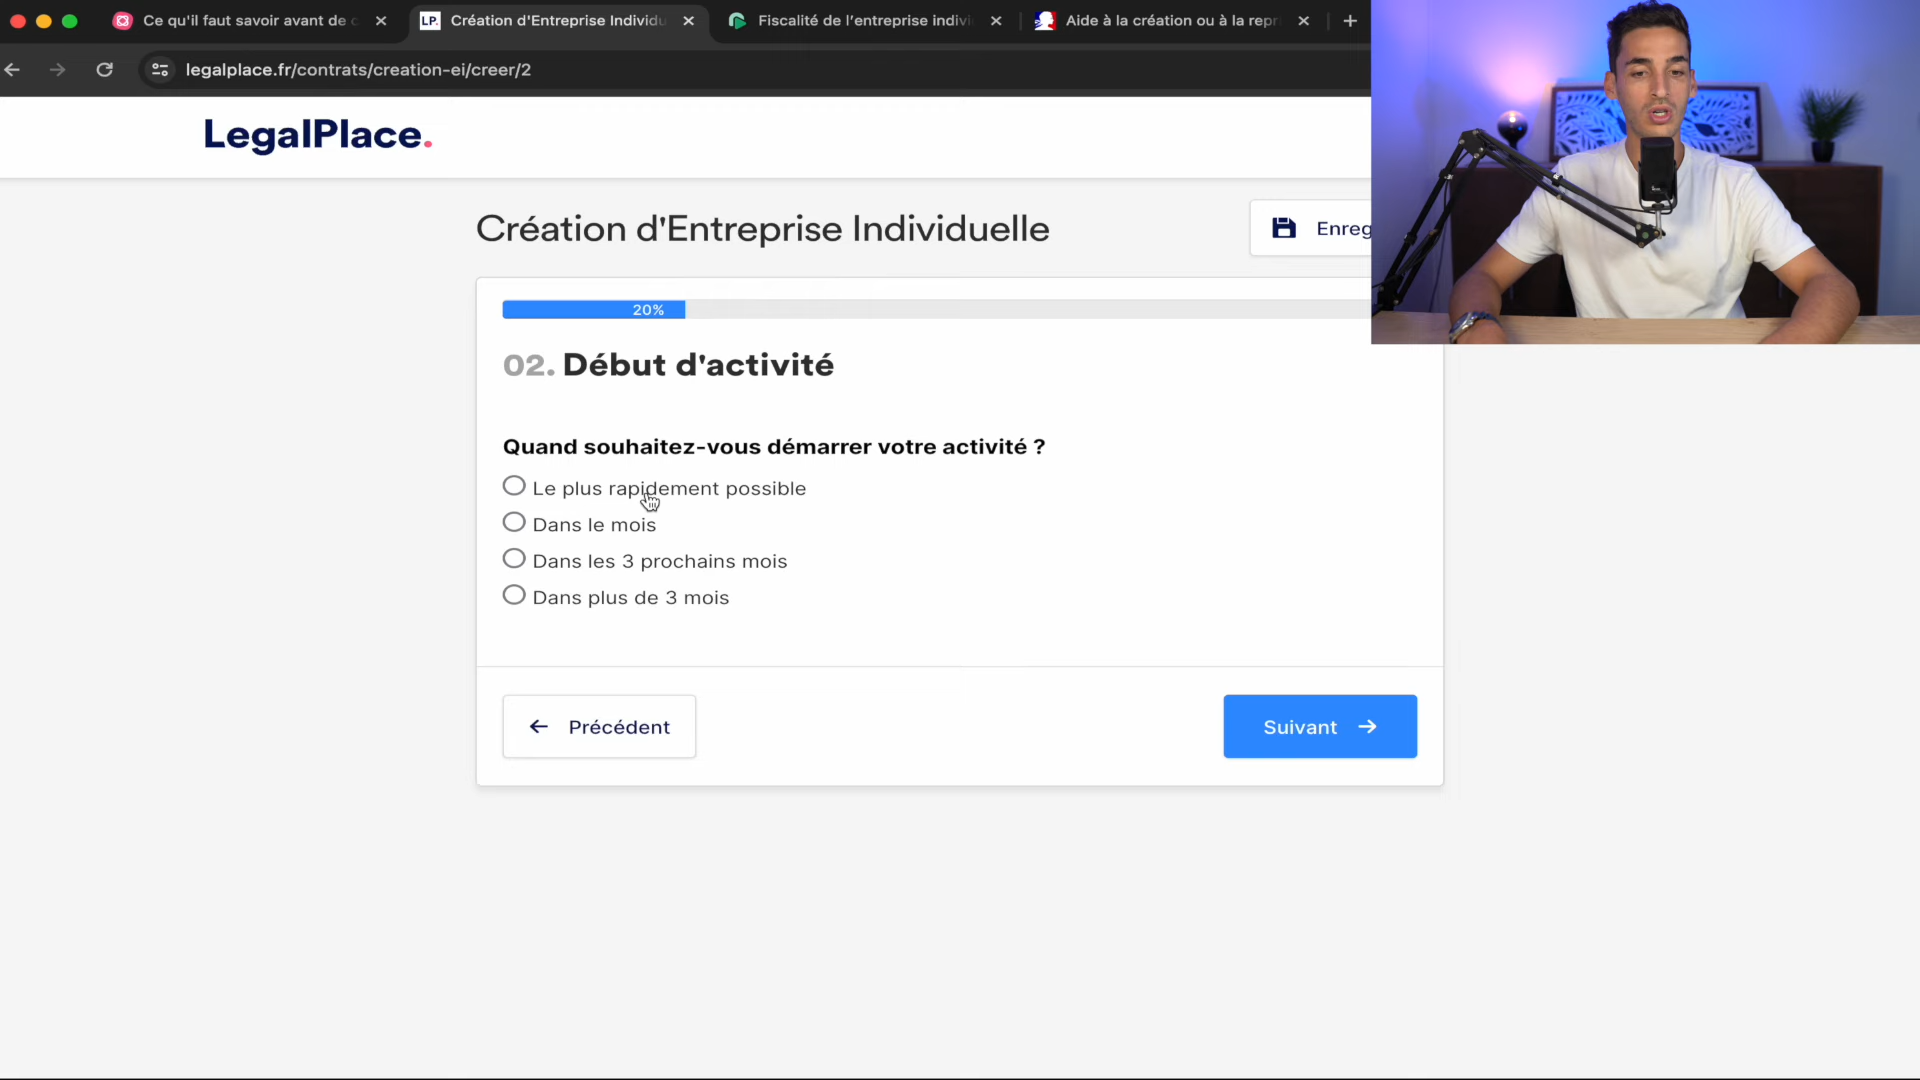 Ce qu'il faut savoir avant de
Création d'Entreprise Individu
Fiscalité de l'entreprise indivi
Aide à la création ou à la repr
legalplace.fr/contrats/creation-ei/creer/2
LegalPlace.
Création d'Entreprise Individuelle
Enreg
20%
02. Début d'activité
Quand souhaitez-vous démarrer votre activité ?
Le plus rapidement possible
Dans le mois
Dans les 3 prochains mois
Dans plus de 3 mois
← Précédent
Suivant →